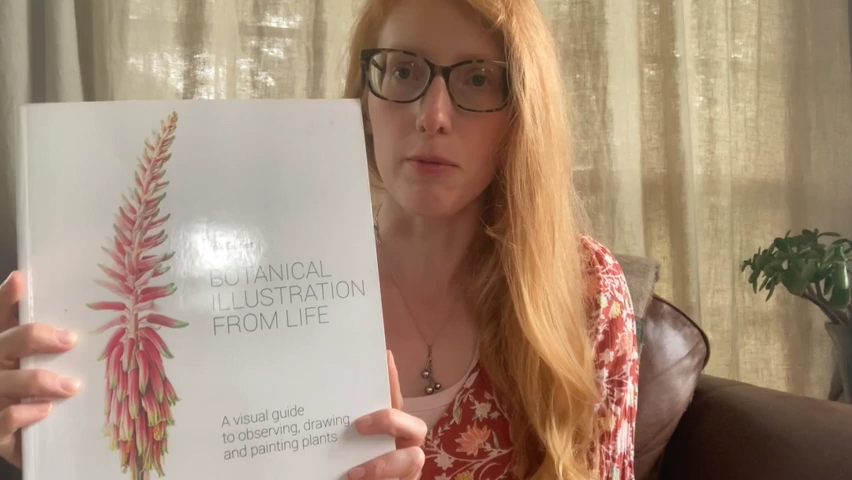 BOTANICAL
ILLUSTRATION
FROM LIFE
A visual guide
to observing, drawing
and painting plants